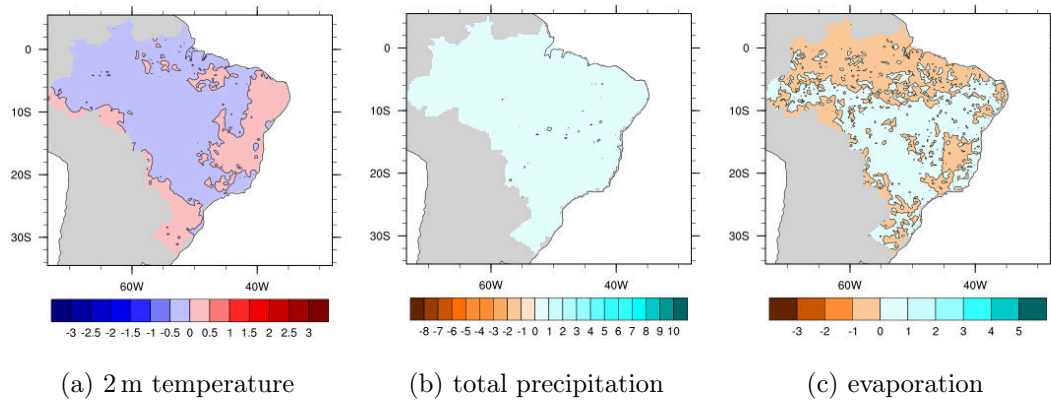 0
10S
20S
30S
60W
40W
-3 -2.5 -2 -1.5 -1 -0.5 0 0.5 1 1.5 2 2.5 3
(a) 2 m temperature
0
10S
20S
30S
60W
40W
-8 -7 -6 -5 -4 -3 -2 -1 0 1 2 3 4 5 6 7 8 9 10
(b) total precipitation
0
10S
20S
30S
60W
40W
-3 -2 -1 0 1 2 3 4 5
(c) evaporation